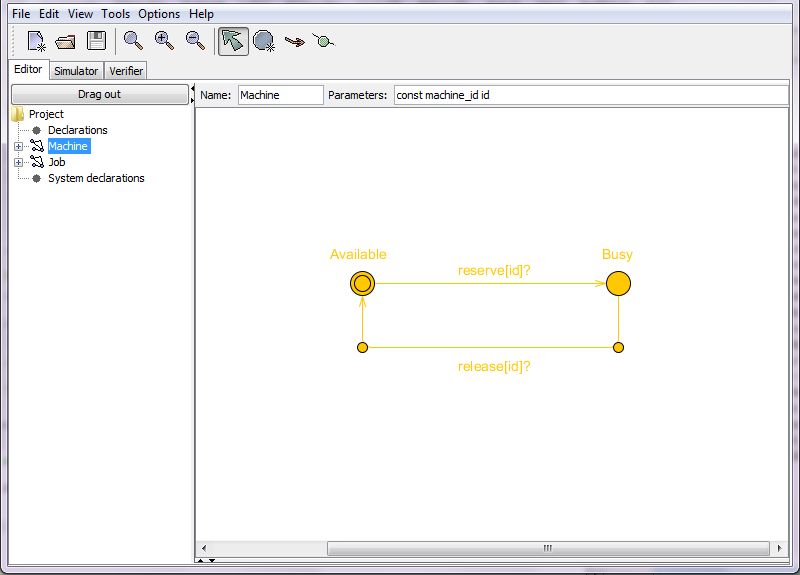 File Edit View Tools Options Help
Editor Simulator Verifier
Drag out
Name: Machine Parameters: const machine_id id
Project
Declarations
Machine
Job
System declarations
Available Busy
reserve[id]?
release[id]?